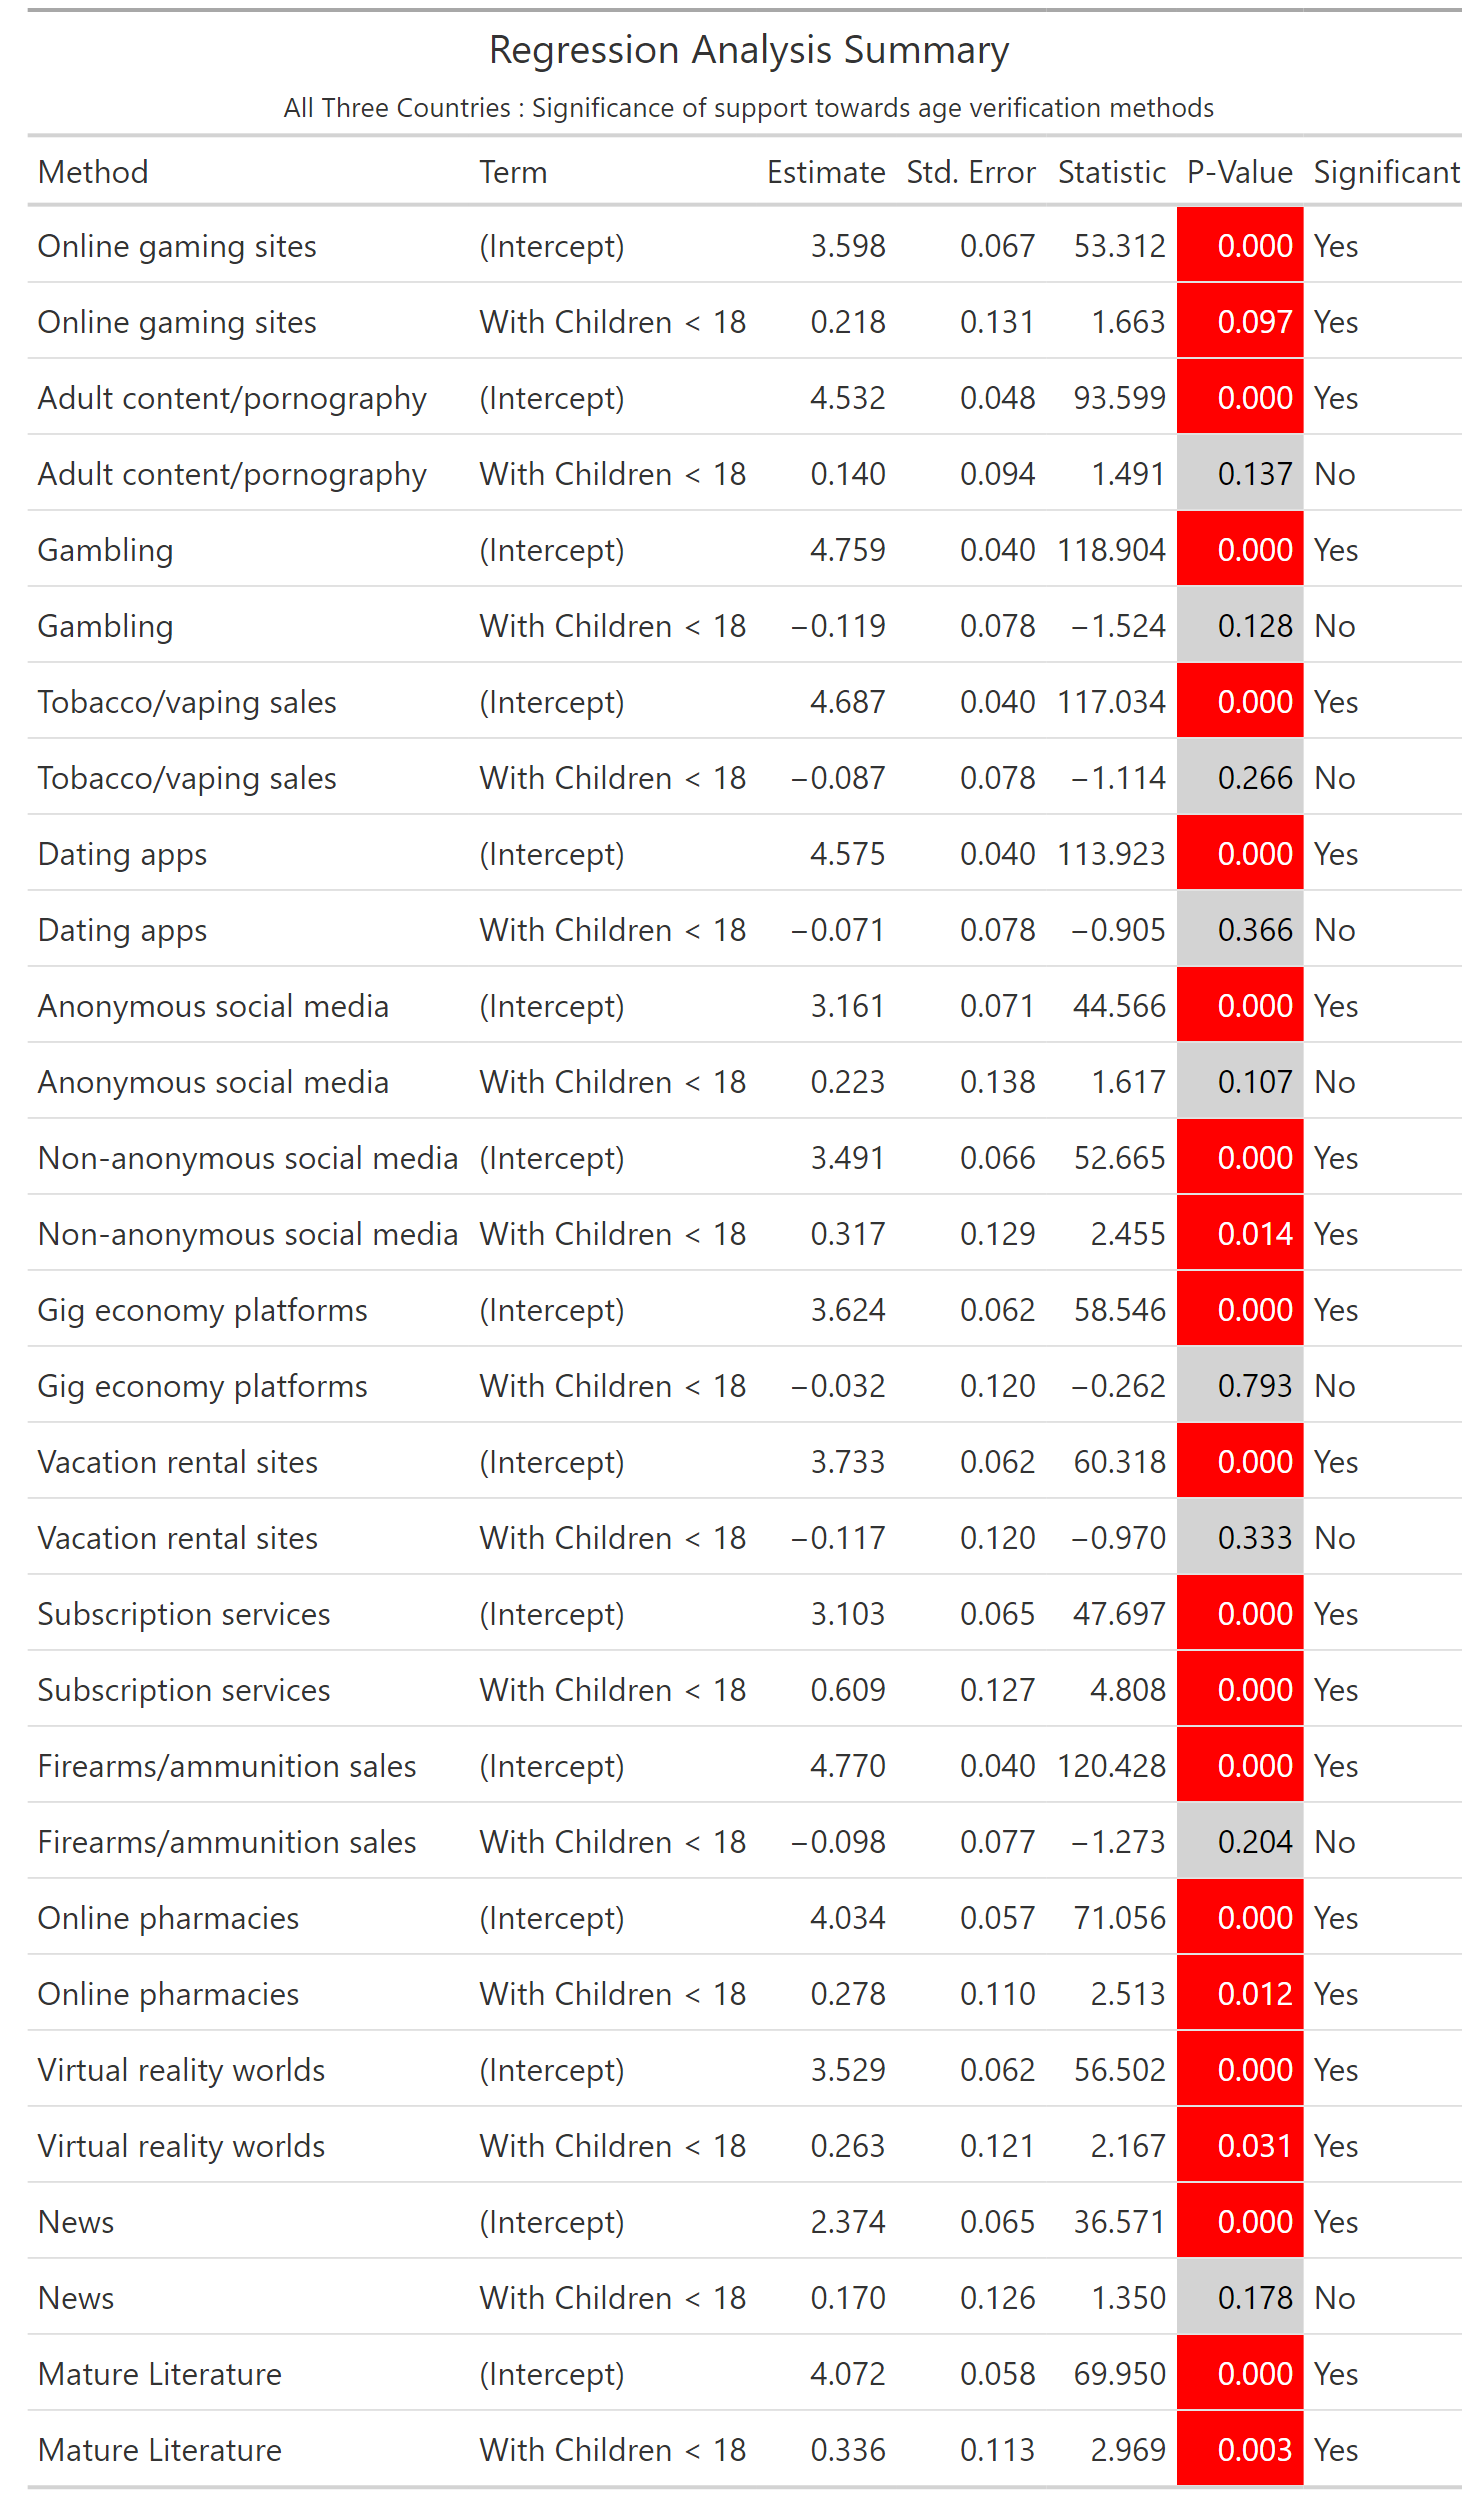 Regression Analysis Summary
All Three Countries : Significance of support towards age verification methods
Method Term Estimate Std. Error Statistic P-Value Significant
Online gaming sites (Intercept) 3.598 0.067 53.312 0.000 Yes
Online gaming sites With Children < 18 0.218 0.131 1.663 0.097 Yes
Adult content/pornography (Intercept) 4.532 0.048 93.599 0.000 Yes
Adult content/pornography With Children < 18 0.140 0.094 1.491 0.137 No
Gambling (Intercept) 4.759 0.040 118.904 0.000 Yes
Gambling With Children < 18 −0.119 0.078 −1.524 0.128 No
Tobacco/vaping sales (Intercept) 4.687 0.040 117.034 0.000 Yes
Tobacco/vaping sales With Children < 18 −0.087 0.078 −1.114 0.266 No
Dating apps (Intercept) 4.575 0.040 113.923 0.000 Yes
Dating apps With Children < 18 −0.071 0.078 −0.905 0.366 No
Anonymous social media (Intercept) 3.161 0.071 44.566 0.000 Yes
Anonymous social media With Children < 18 0.223 0.138 1.617 0.107 No
Non-anonymous social media (Intercept) 3.491 0.066 52.665 0.000 Yes
Non-anonymous social media With Children < 18 0.317 0.129 2.455 0.014 Yes
Gig economy platforms (Intercept) 3.624 0.062 58.546 0.000 Yes
Gig economy platforms With Children < 18 −0.032 0.120 −0.262 0.793 No
Vacation rental sites (Intercept) 3.733 0.062 60.318 0.000 Yes
Vacation rental sites With Children < 18 −0.117 0.120 −0.970 0.333 No
Subscription services (Intercept) 3.103 0.065 47.697 0.000 Yes
Subscription services With Children < 18 0.609 0.127 4.808 0.000 Yes
Firearms/ammunition sales (Intercept) 4.770 0.040 120.428 0.000 Yes
Firearms/ammunition sales With Children < 18 −0.098 0.077 −1.273 0.204 No
Online pharmacies (Intercept) 4.034 0.057 71.056 0.000 Yes
Online pharmacies With Children < 18 0.278 0.110 2.513 0.012 Yes
Virtual reality worlds (Intercept) 3.529 0.062 56.502 0.000 Yes
Virtual reality worlds With Children < 18 0.263 0.121 2.167 0.031 Yes
News (Intercept) 2.374 0.065 36.571 0.000 Yes
News With Children < 18 0.170 0.126 1.350 0.178 No
Mature Literature (Intercept) 4.072 0.058 69.950 0.000 Yes
Mature Literature With Children < 18 0.336 0.113 2.969 0.003 Yes